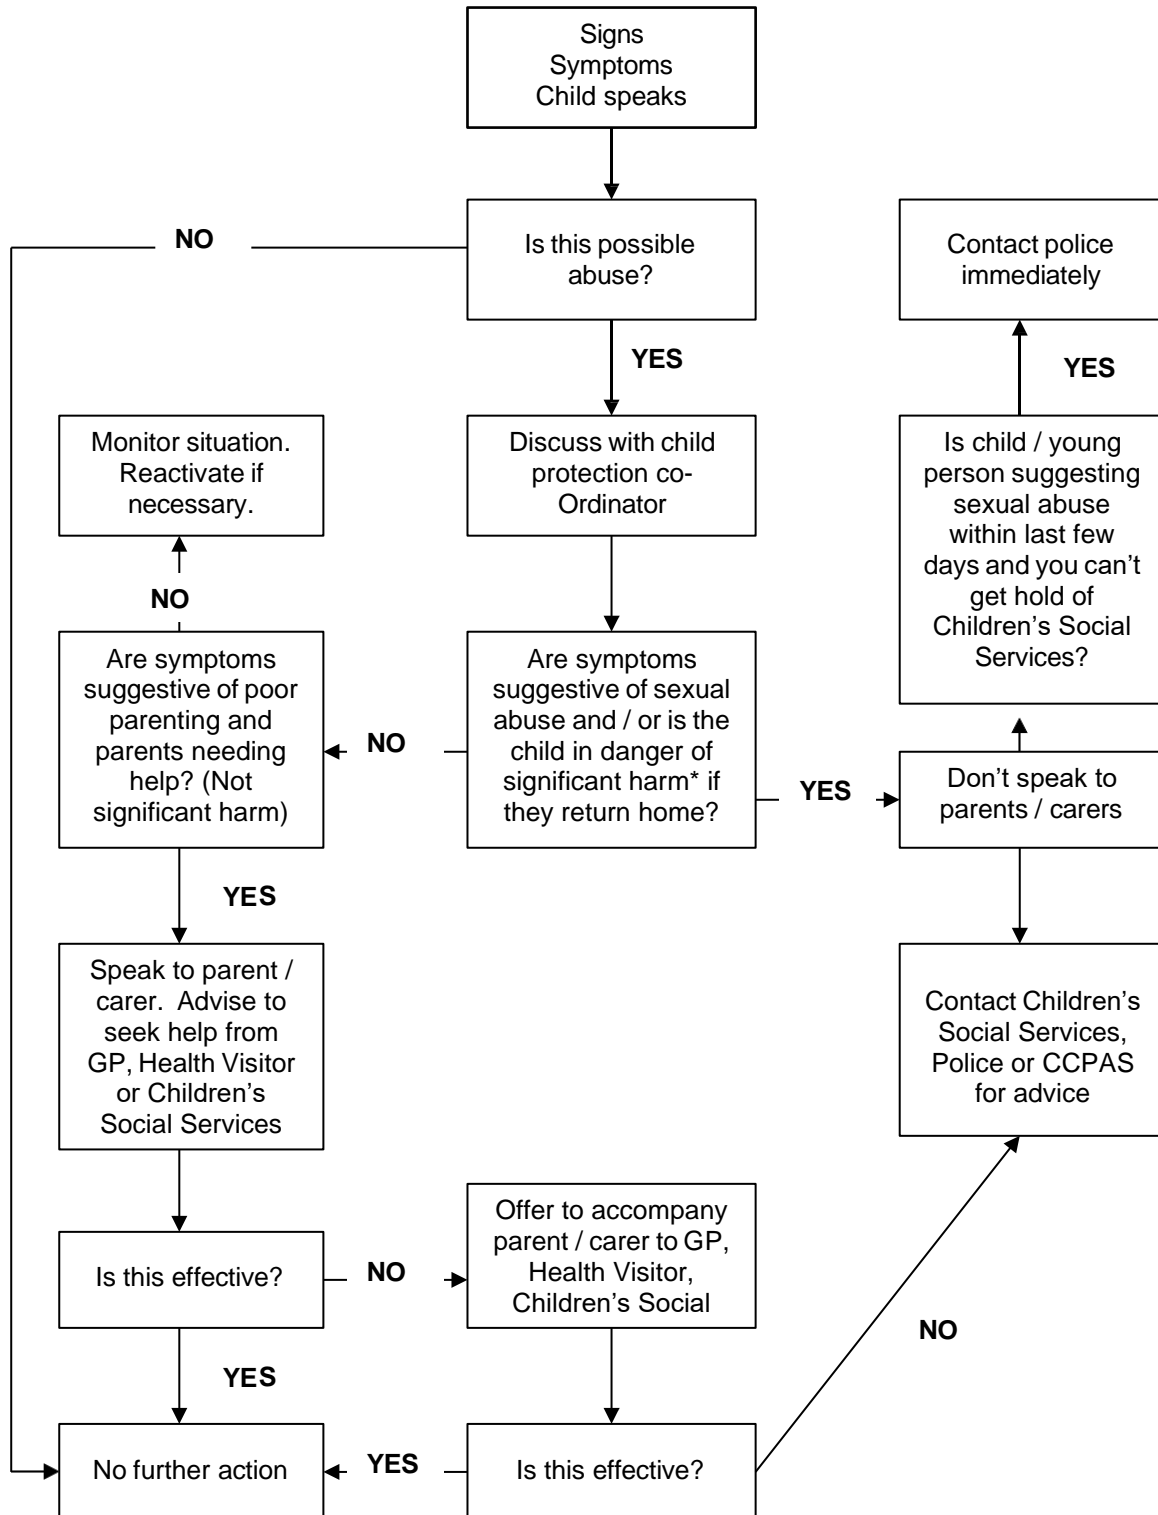 Signs
Symptoms
Child speaks
NO
Is this possible
abuse?
Contact police
immediately
YES
YES
Monitor situation.
Reactivate if
necessary.
Discuss with child
protection co-
Ordinator
Is child / young
person suggesting
sexual abuse
within last few
days and you can’t
get hold of
Children’s Social
Services?
NO
Are symptoms
suggestive of poor
parenting and
parents needing
help? (Not
significant harm)
NO
Are symptoms
suggestive of sexual
abuse and / or is the
child in danger of
significant harm* if
they return home?
YES
Don’t speak to
parents / carers
YES
Speak to parent /
carer.  Advise to
seek help from
GP, Health Visitor
or Children’s
Social Services
Contact Children’s
Social Services,
Police or CCPAS
for advice
Is this effective?
NO
Offer to accompany
parent / carer to GP,
Health Visitor,
Children’s Social
NO
YES
No further action
YES
Is this effective?